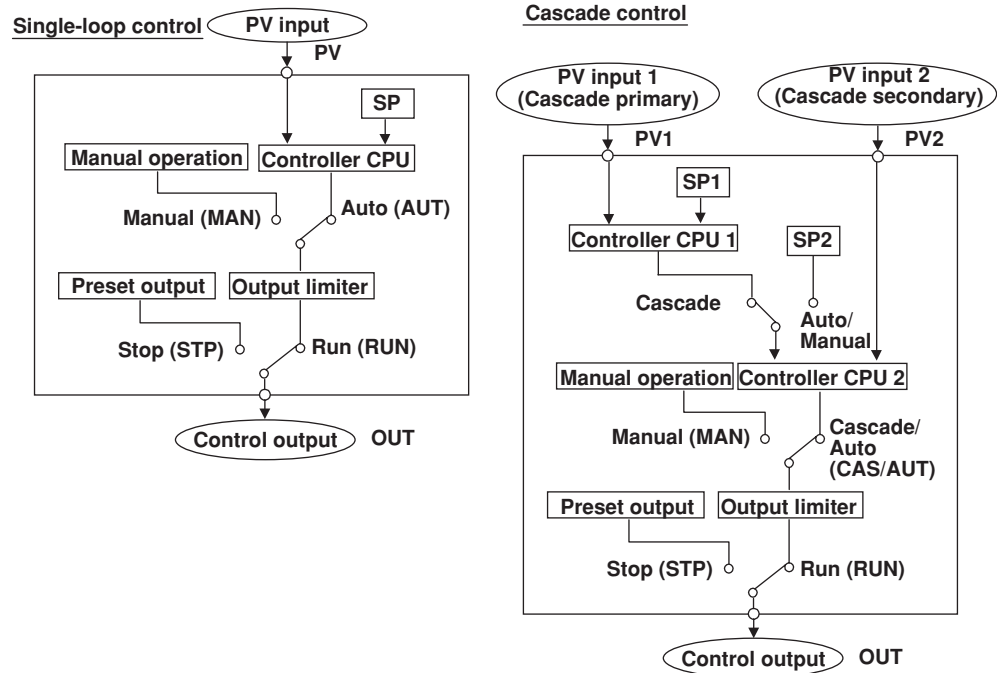 Single-loop control
PV input
PV
SP
Manual operation
Controller CPU
Manual (MAN)
Auto (AUT)
Preset output
Output limiter
Stop (STP)
Run (RUN)
Control output
OUT
Cascade control
PV input 1
(Cascade primary)
PV input 2
(Cascade secondary)
PV1
PV2
SP1
Controller CPU 1
SP2
Cascade
Auto/
Manual
Manual operation
Controller CPU 2
Manual (MAN)
Cascade/
Auto
(CAS/AUT)
Preset output
Output limiter
Stop (STP)
Run (RUN)
Control output
OUT